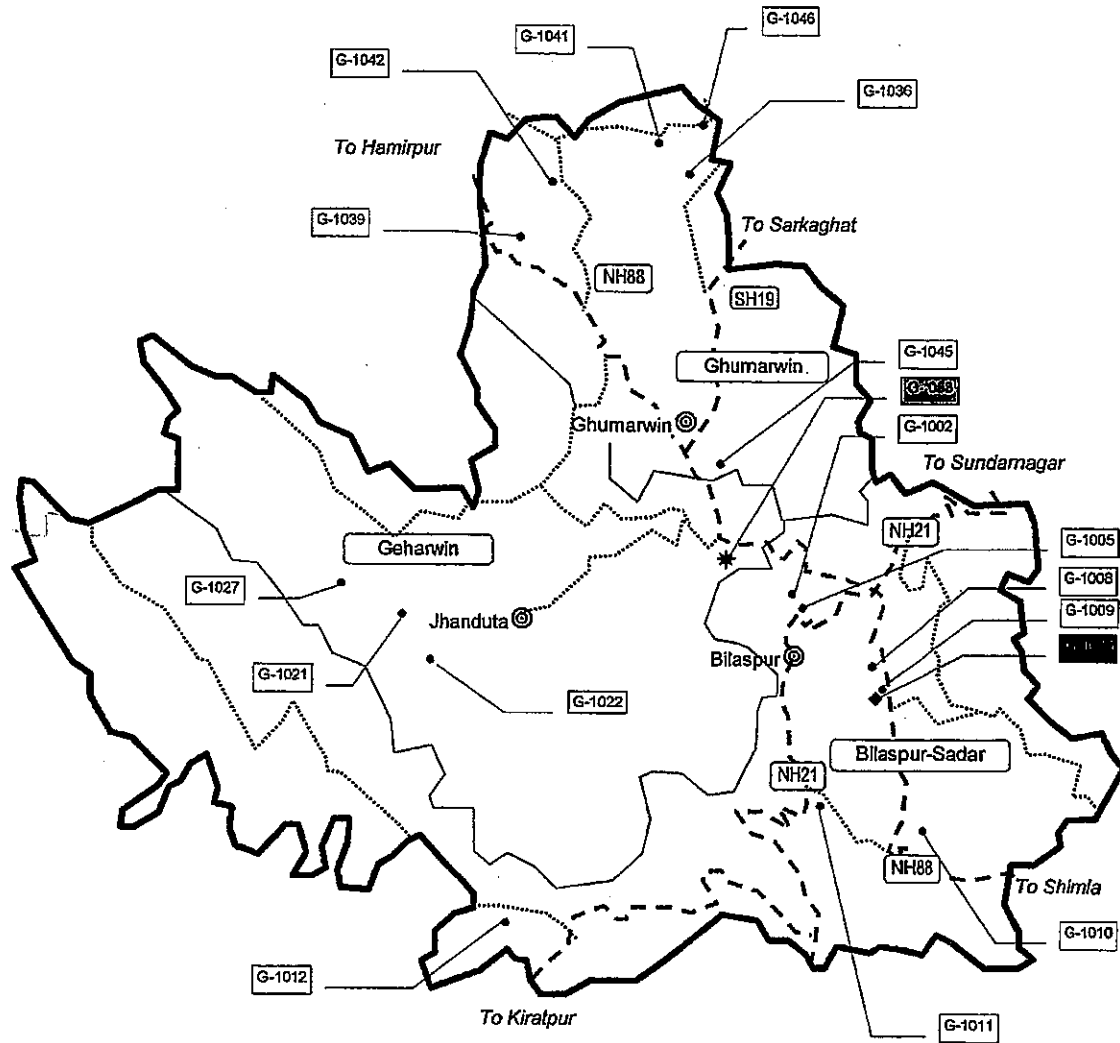 G-1046
G-1041
G-1042
G-1036
To Hamirpur
G-1039
To Sarkaghat
NH88
SH19
G-1045
Ghumarwin
Ghumarwin
G-1002
To Sundarnagar
NH21
G-1005
Geharwin
G-1008
G-1027
G-1009
Jhanduta
Bilaspur
G-1021
G-1022
Bilaspur-Sadar
NH21
NH88
To Shimla
G-1010
G-1012
To Kiratpur
G-1011